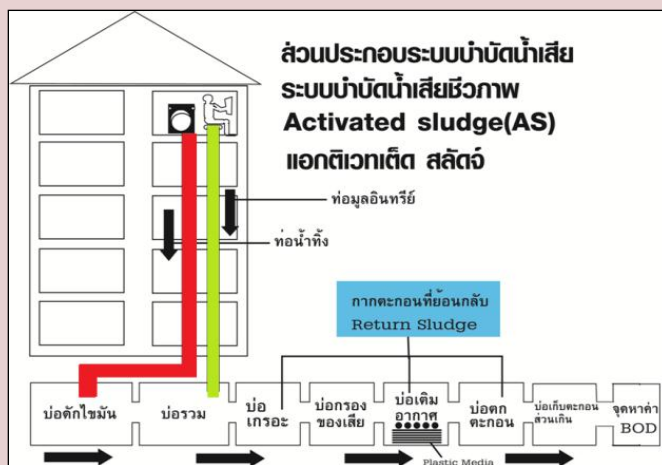 ส่วนประกอบระบบบำบัดน้ำเสีย
ระบบบำบัดน้ำเสียชีวภาพ
Activated sludge(AS)
แอกติเวทเต็ด สลัดจ์
ท่อมูลอินทรีย์
ท่อน้ำทิ้ง
กากตะกอนที่ย้อนกลับ
Return Sludge
บ่อดักไขมัน
บ่อรวม
บ่อ
เกรอะ
บ่อกรอง
ของเสีย
บ่อเติม
อากาศ
บ่อตก
ตะกอน
บ่อเก็บตะกอน
ส่วนเกิน
จุดหาค่า
BOD
Plastic Media